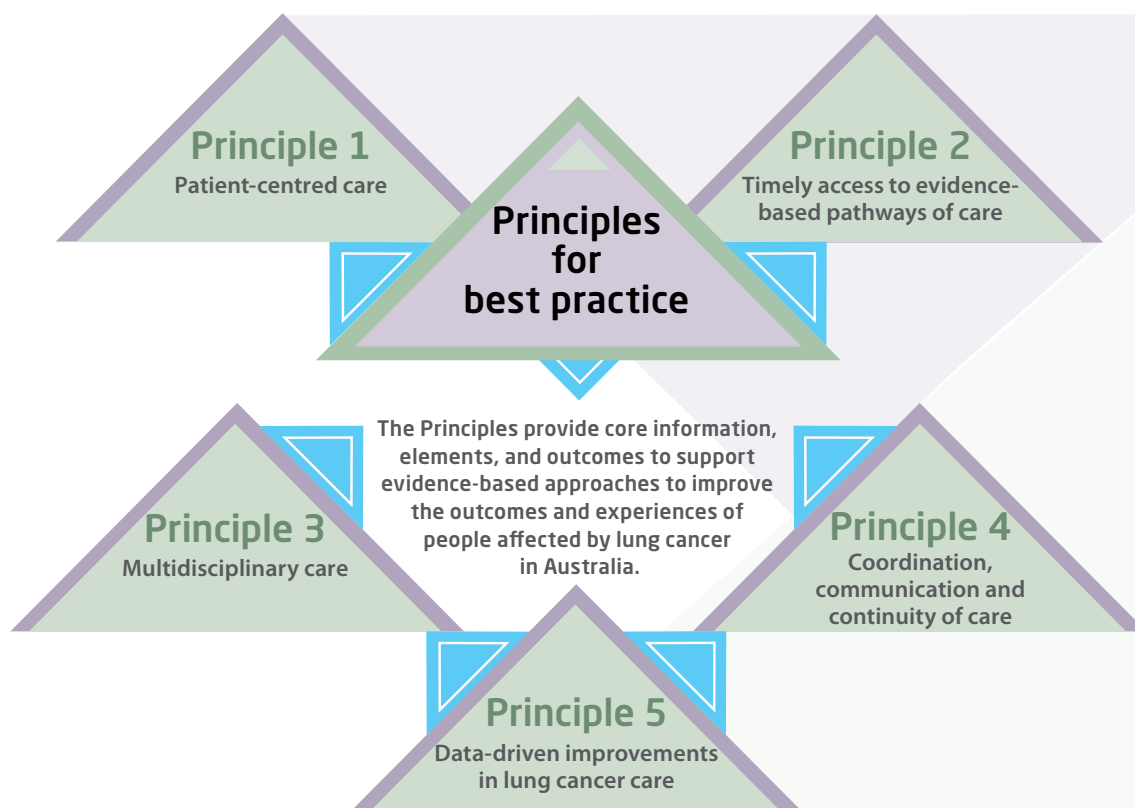 Principle 1
Patient-centred care
Principle 2
Timely access to evidence-
based pathways of care
Principles
for
best practice
The Principles provide core information,
elements, and outcomes to support
evidence-based approaches to improve
the outcomes and experiences of
people affected by lung cancer
in Australia.
Principle 3
Multidisciplinary care
Principle 4
Coordination,
communication and
continuity of care
Principle 5
Data-driven improvements
in lung cancer care